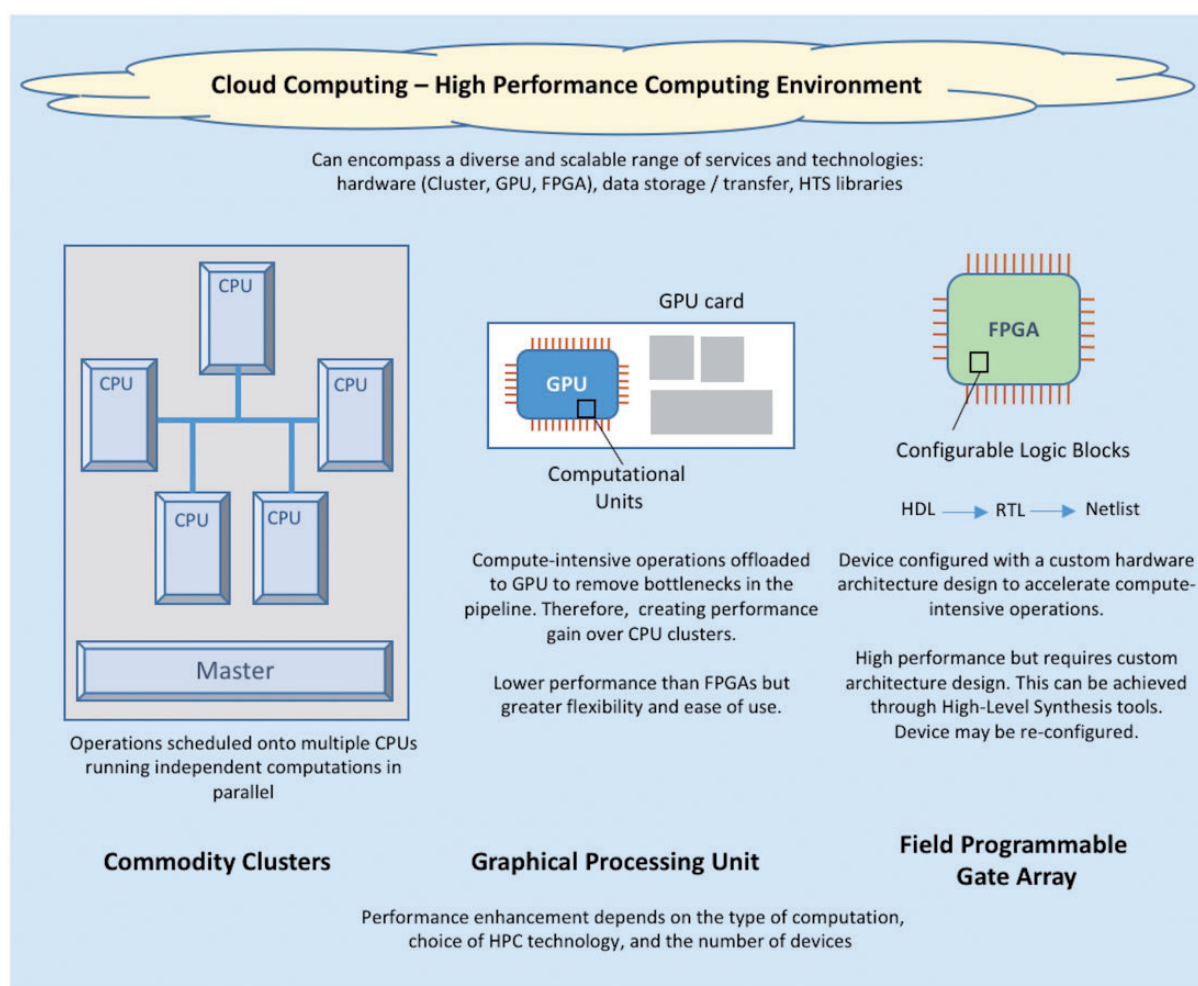 Cloud Computing – High Performance Computing Environment
Can encompass a diverse and scalable range of services and technologies:
hardware (Cluster, GPU, FPGA), data storage / transfer, HTS libraries
CPU
CPU
CPU
CPU
CPU
Master
Operations scheduled onto multiple CPUs
running independent computations in
parallel
Commodity Clusters
GPU card
GPU
Computational
Units
Compute-intensive operations offloaded
to GPU to remove bottlenecks in the
pipeline. Therefore, creating performance
gain over CPU clusters.
Lower performance than FPGAs but
greater flexibility and ease of use.
Graphical Processing Unit
FPGA
Configurable Logic Blocks
HDL → RTL → Netlist
Device configured with a custom hardware
architecture design to accelerate compute-
intensive operations.
High performance but requires custom
architecture design. This can be achieved
through High-Level Synthesis tools.
Device may be re-configured.
Field Programmable
Gate Array
Performance enhancement depends on the type of computation,
choice of HPC technology, and the number of devices